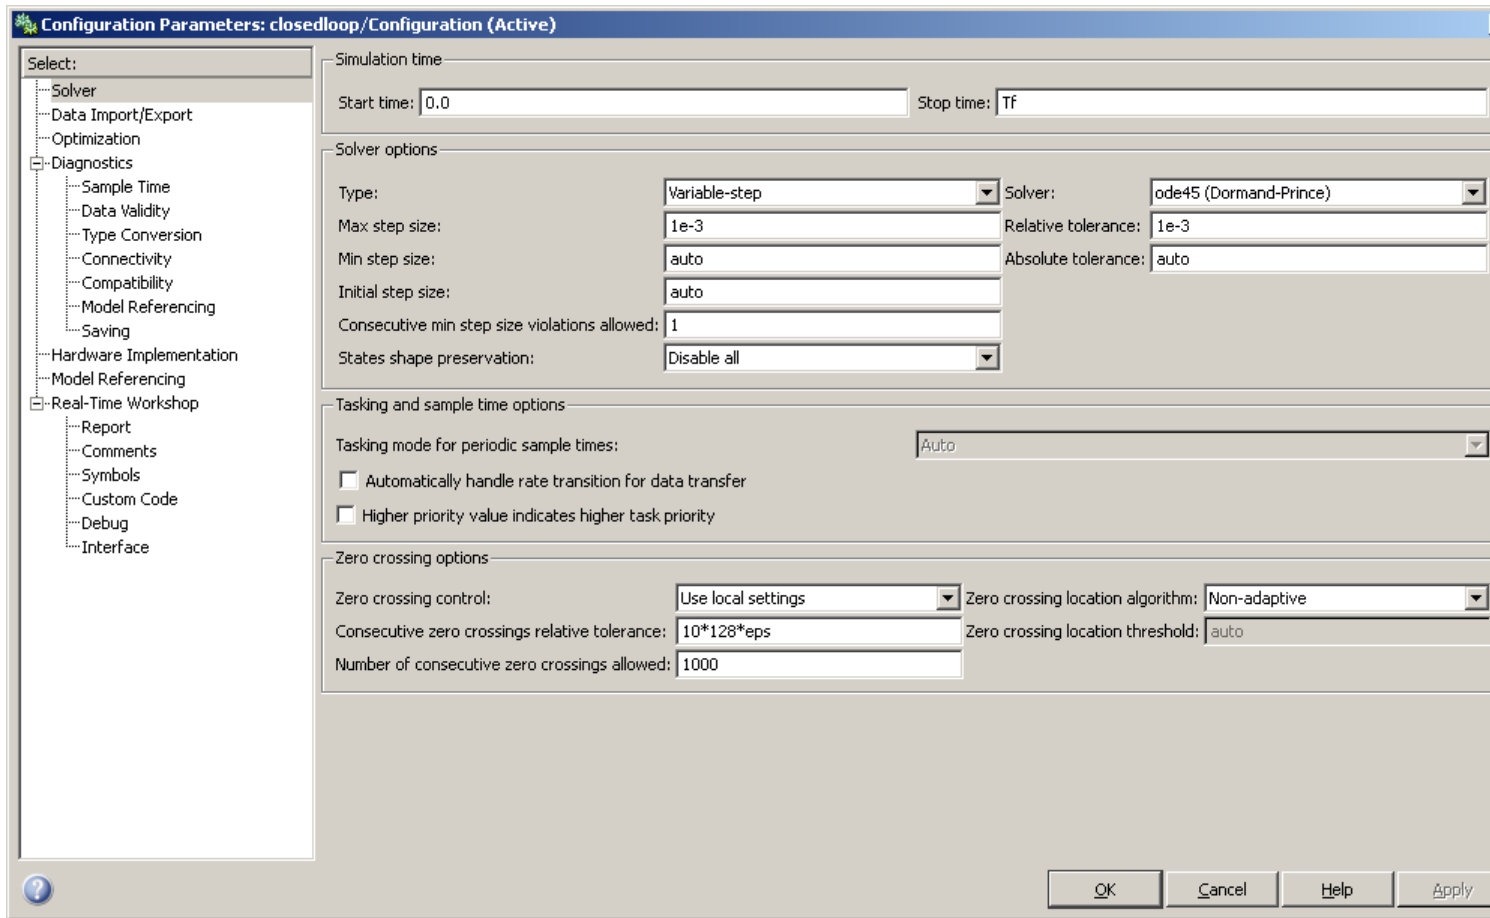 Configuration Parameters: closedloop/Configuration (Active)
Select:
Solver
Data Import/Export
Optimization
Diagnostics
Sample Time
Data Validity
Type Conversion
Connectivity
Compatibility
Model Referencing
Saving
Hardware Implementation
Model Referencing
Real-Time Workshop
Report
Comments
Symbols
Custom Code
Debug
Interface
Simulation time
Start time: 0.0 Stop time: Tf
Solver options
Type: Variable-step Solver: ode45 (Dormand-Prince)
Max step size: 1e-3 Relative tolerance: 1e-3
Min step size: auto Absolute tolerance: auto
Initial step size: auto
Consecutive min step size violations allowed: 1
States shape preservation: Disable all
Tasking and sample time options
Tasking mode for periodic sample times: Auto
Automatically handle rate transition for data transfer
Higher priority value indicates higher task priority
Zero crossing options
Zero crossing control: Use local settings Zero crossing location algorithm: Non-adaptive
Consecutive zero crossings relative tolerance: 10*128*eps Zero crossing location threshold: auto
Number of consecutive zero crossings allowed: 1000
? OK Cancel Help Apply